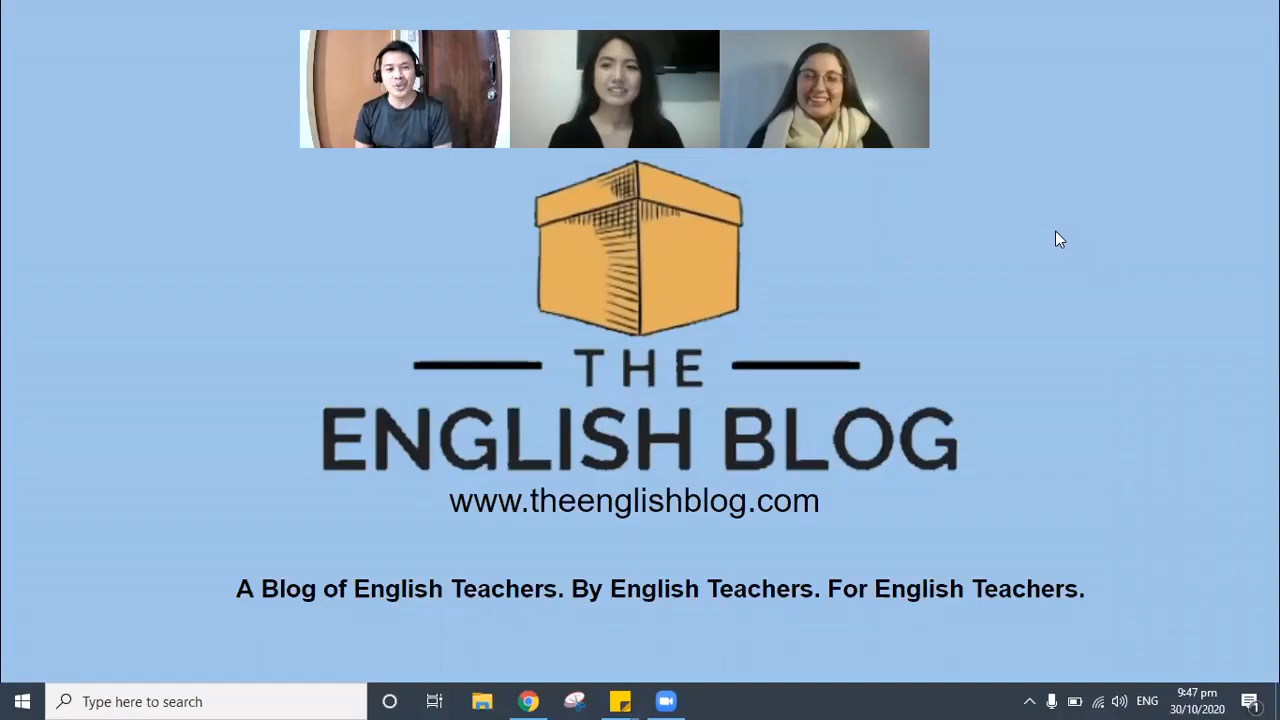 THE
ENGLISH BLOG
www.theenglishblog.com
A Blog of English Teachers. By English Teachers. For English Teachers.
Type here to search
ENG
9:47 pm
30/10/2020
1